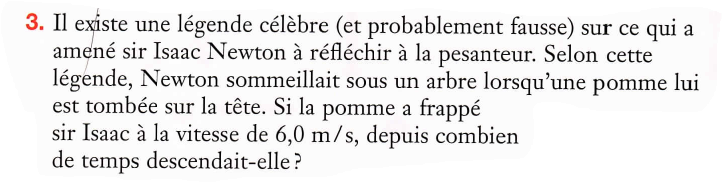 3. Il existe une légende célèbre (et probablement fausse) sur ce qui a
amené sir Isaac Newton à réfléchir à la pesanteur. Selon cette
légende, Newton sommeillait sous un arbre lorsqu'une pomme lui
est tombée sur la tête. Si la pomme a frappé
sir Isaac à la vitesse de 6,0 m/s, depuis combien
de temps descendait-elle ?